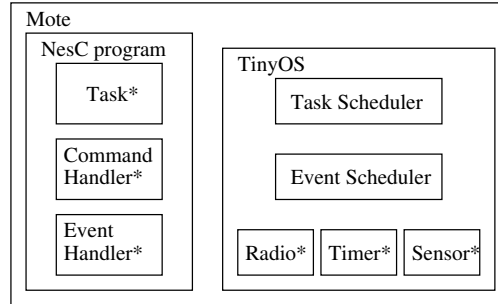 Mote
NesC program
Task*
Command
Handler*
Event
Handler*
TinyOS
Task Scheduler
Event Scheduler
Radio*
Timer*
Sensor*